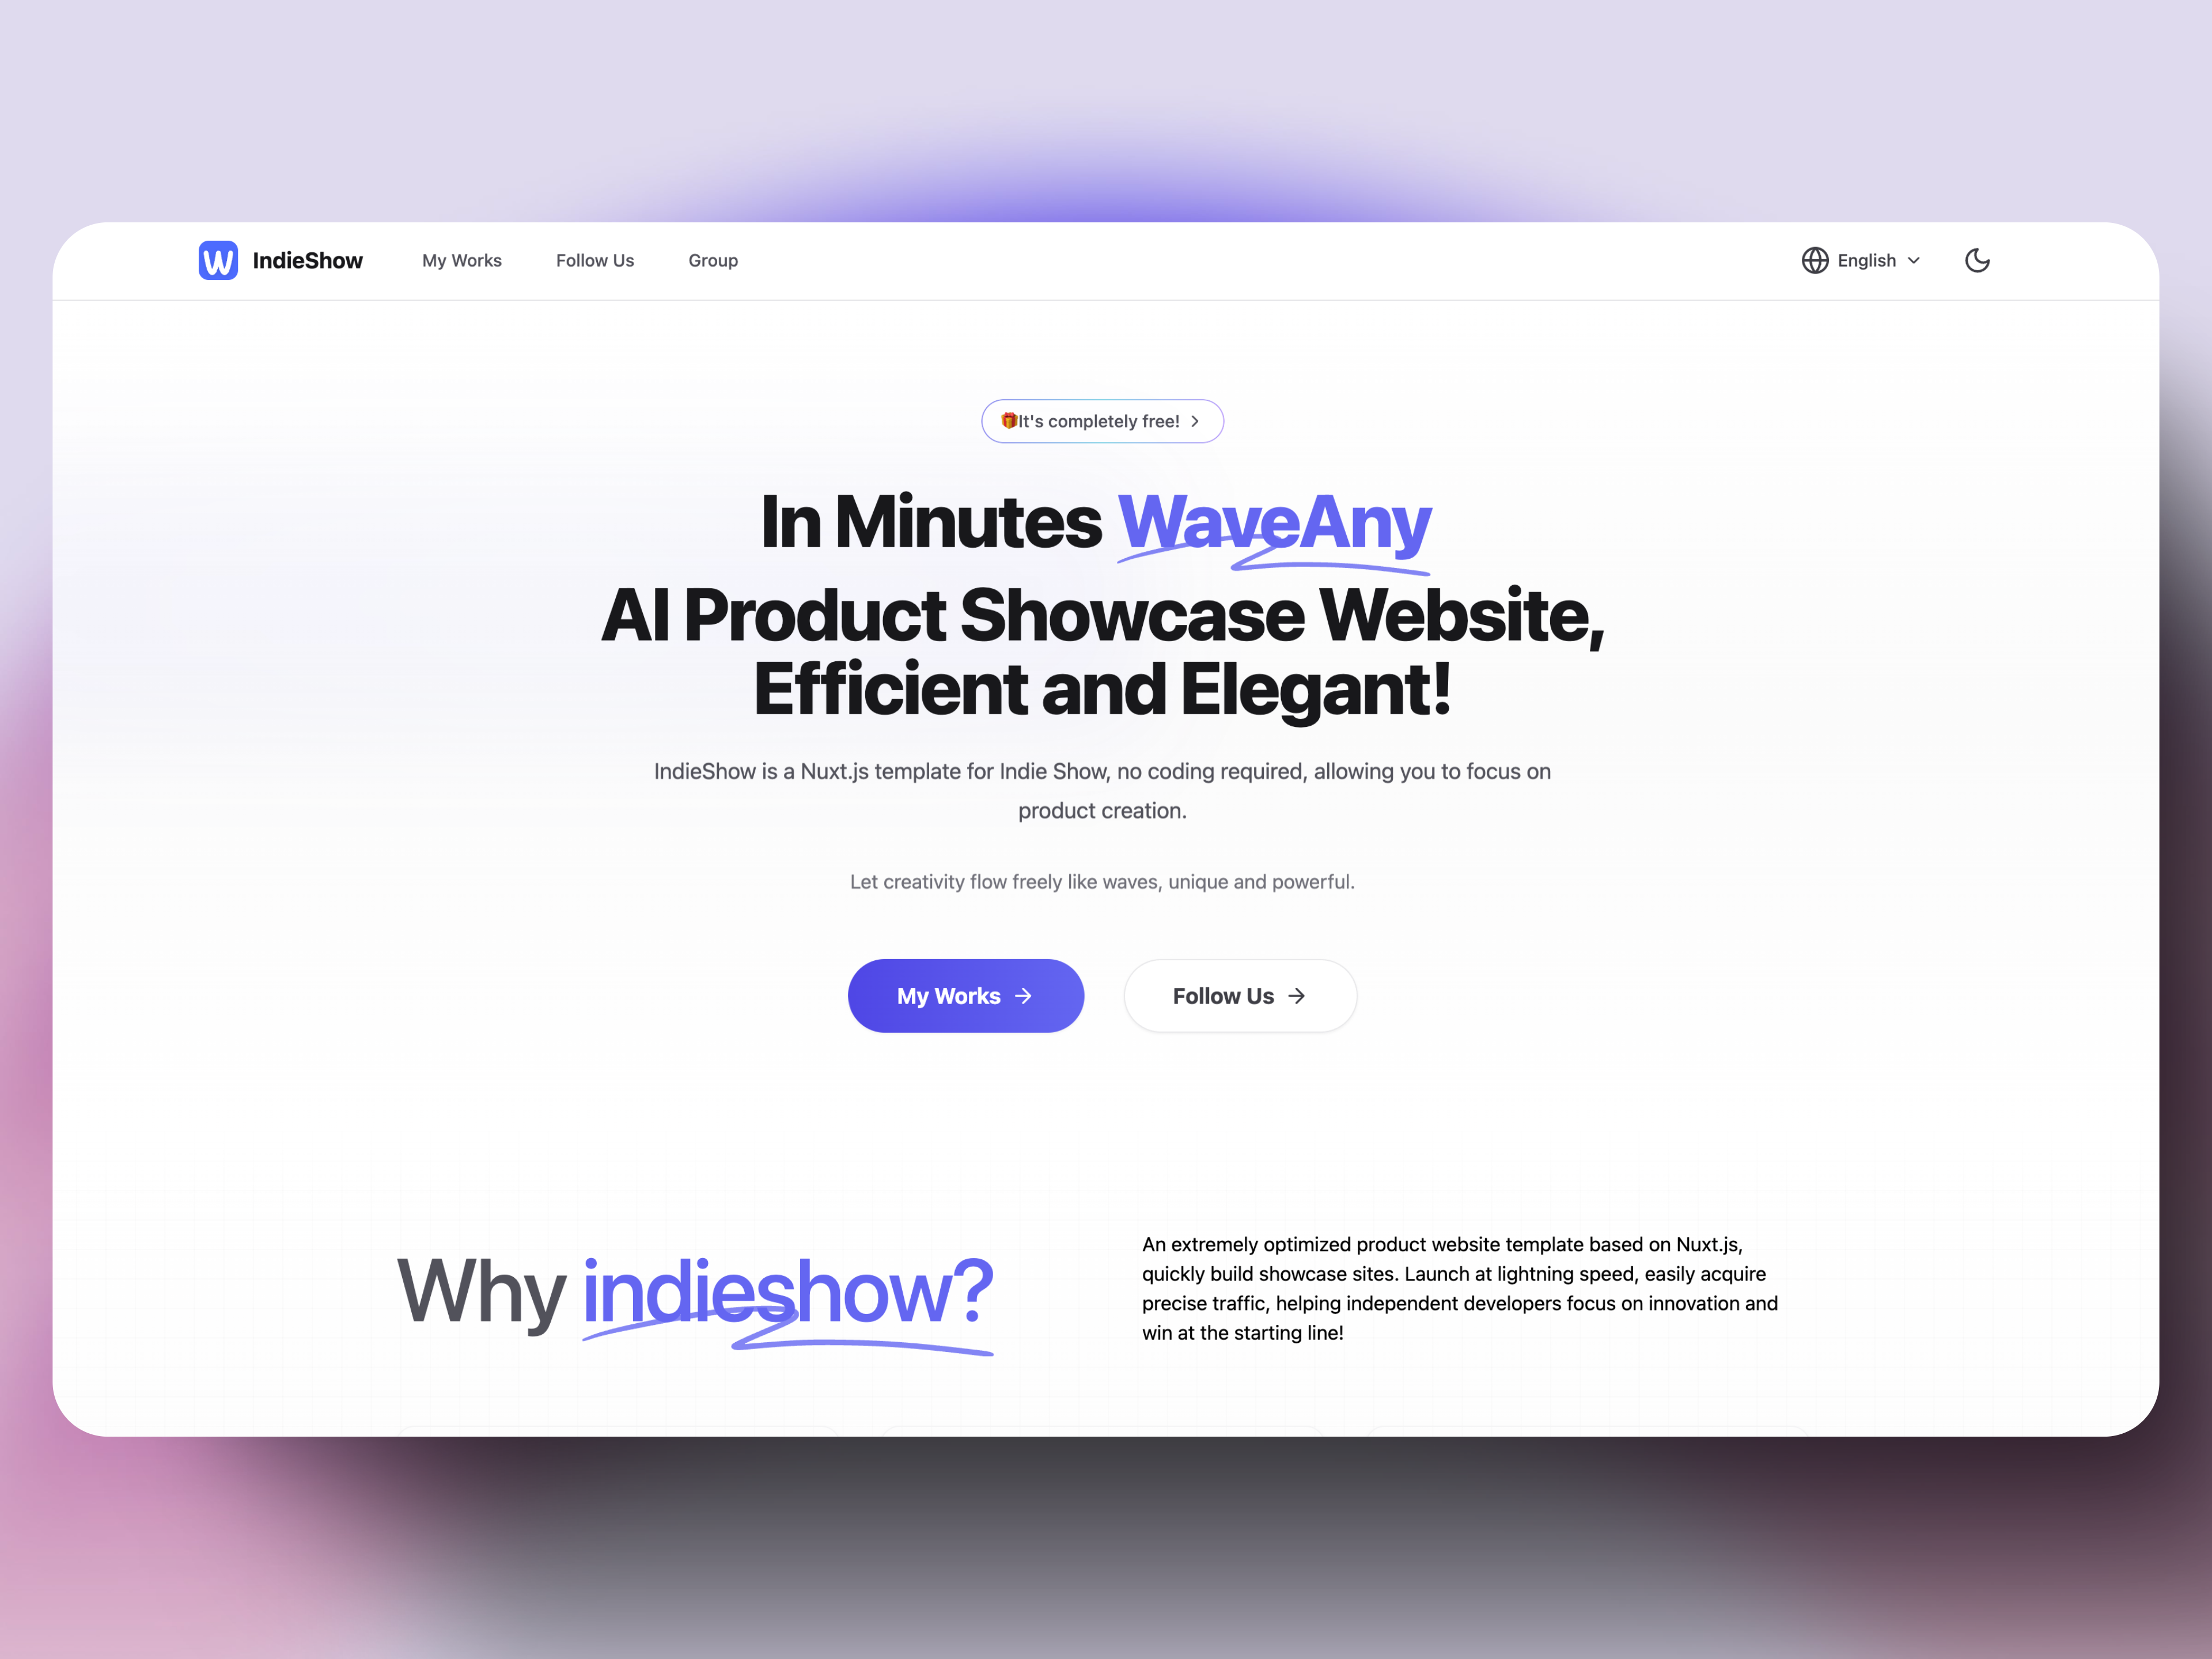 IndieShow
My Works
Follow Us
Group
English
🎁It's completely free!
In Minutes WaveAny
AI Product Showcase Website,
Efficient and Elegant!
IndieShow is a Nuxt.js template for Indie Show, no coding required, allowing you to focus on
product creation.
Let creativity flow freely like waves, unique and powerful.
My Works →
Follow Us →
Why indieshow?
An extremely optimized product website template based on Nuxt.js,
quickly build showcase sites. Launch at lightning speed, easily acquire
precise traffic, helping independent developers focus on innovation and
win at the starting line!